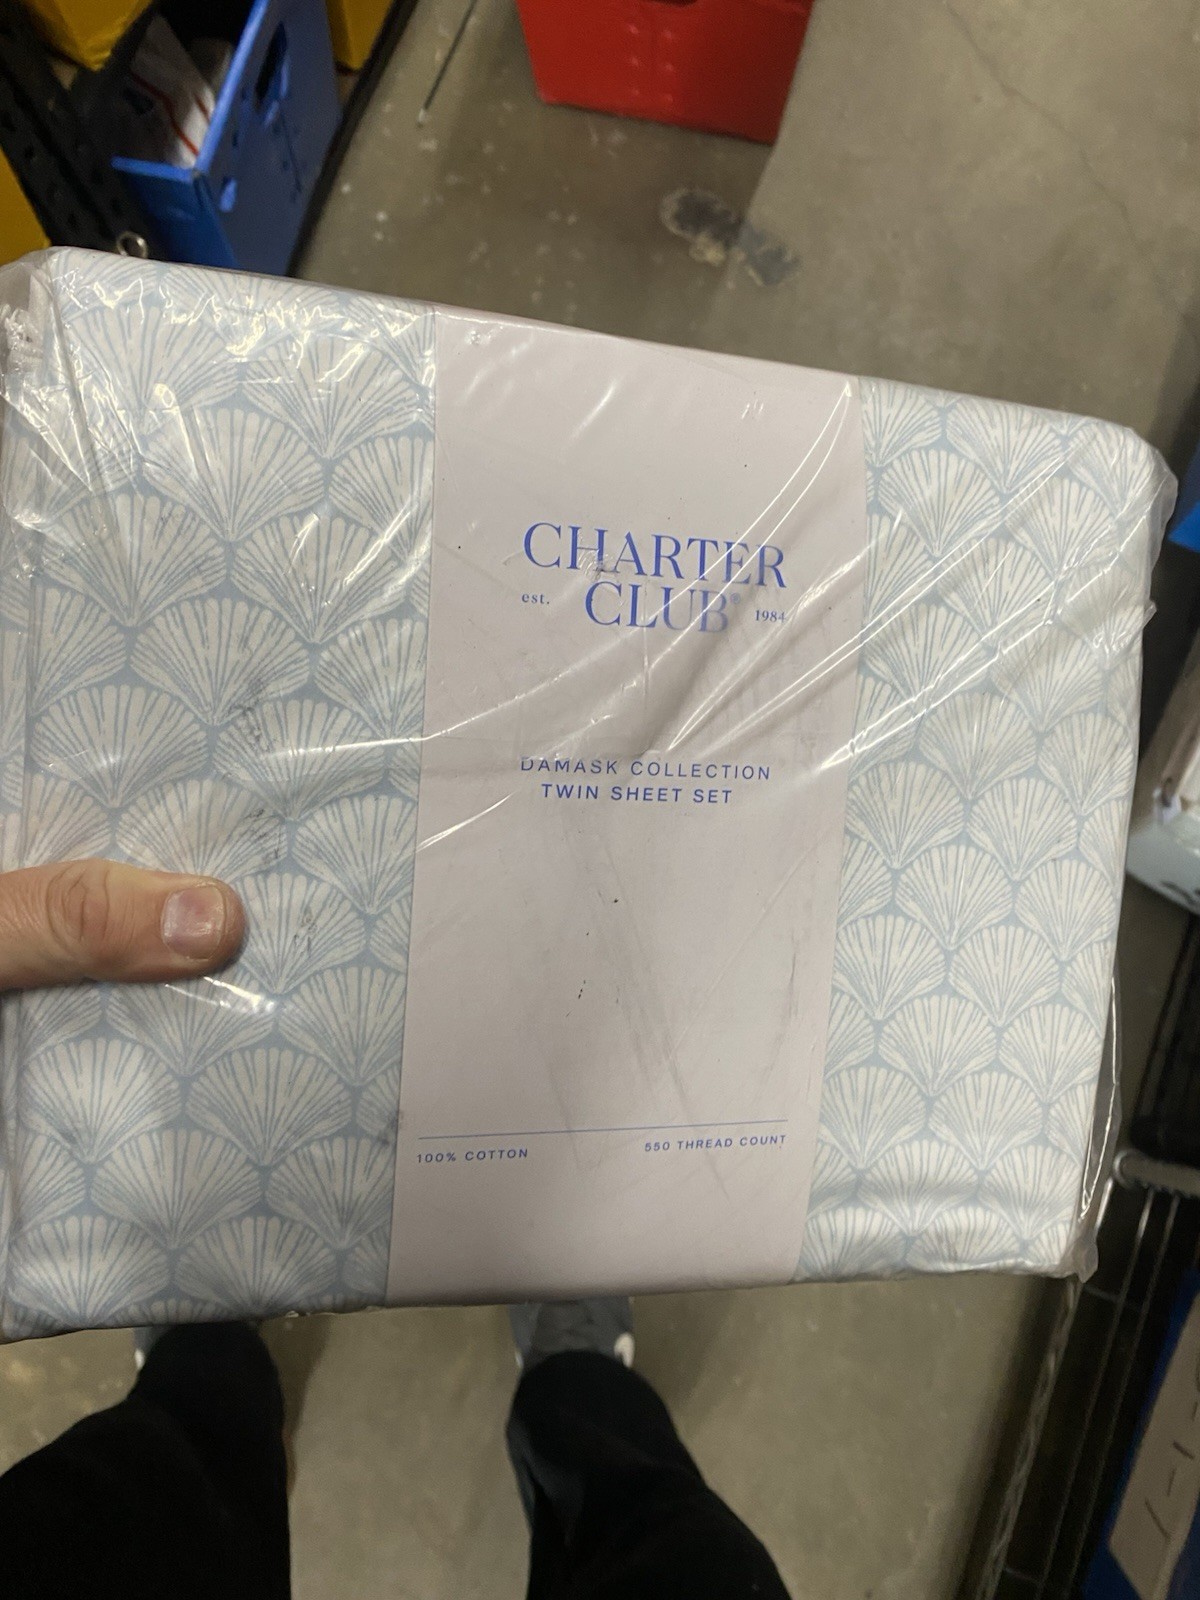 CHARTER
est. CLUB® 1984
DAMASK COLLECTION
TWIN SHEET SET
100% COTTON 550 THREAD COUNT